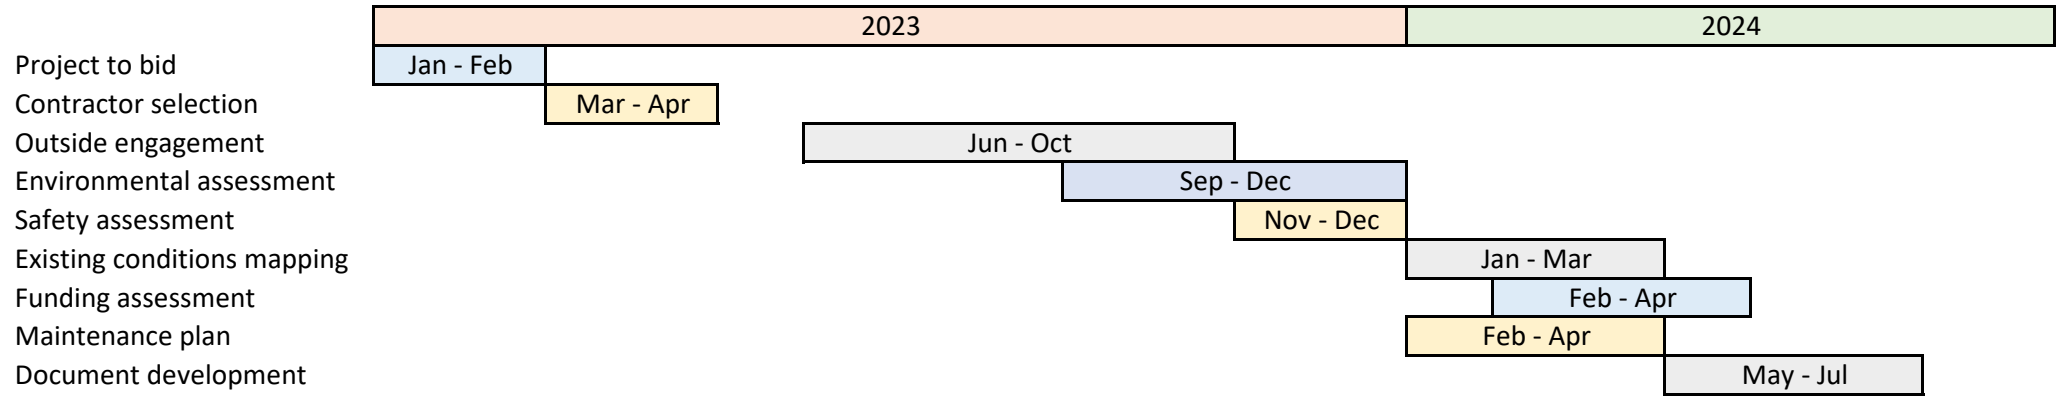 2023 2024
Project to bid Jan - Feb
Contractor selection Mar - Apr
Outside engagement Jun - Oct
Environmental assessment Sep - Dec
Safety assessment Nov - Dec
Existing conditions mapping Jan - Mar
Funding assessment Feb - Apr
Maintenance plan Feb - Apr
Document development May - Jul